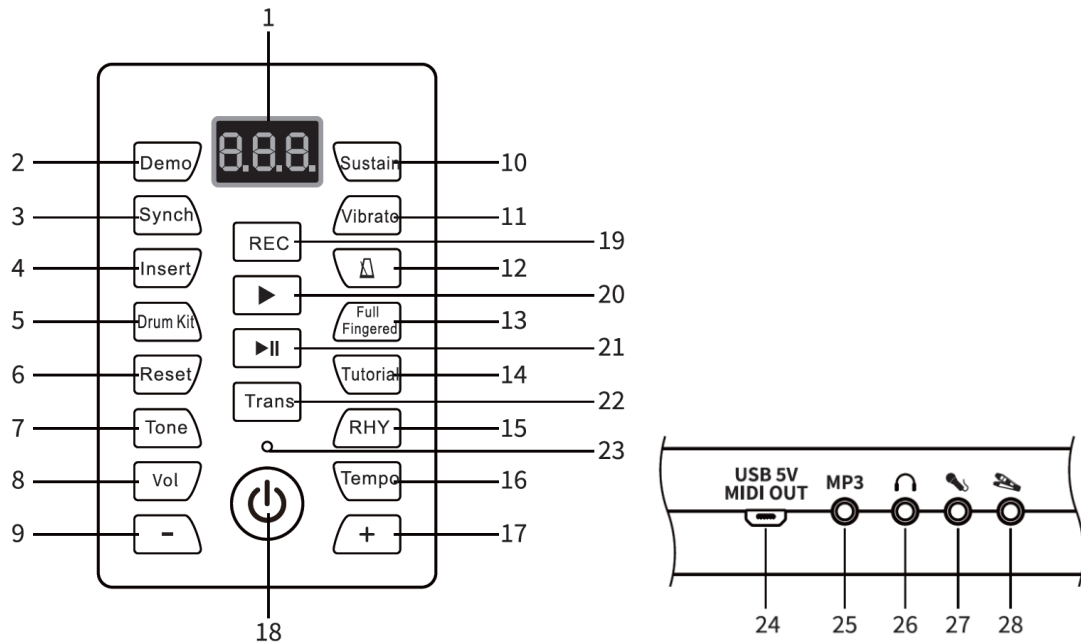 1
8.8.8.
2 Demo Sustain 10
3 Synch Vibrato 11
REC 19
4 Insert 12
20
5 Drum Kit Full Fingered 13
21
6 Reset Tutorial 14
Trans 22
7 Tone RHY 15
23
8 Vol Tempo 16
9 - + 17
18
USB 5V
MIDI OUT MP3
24 25 26 27 28